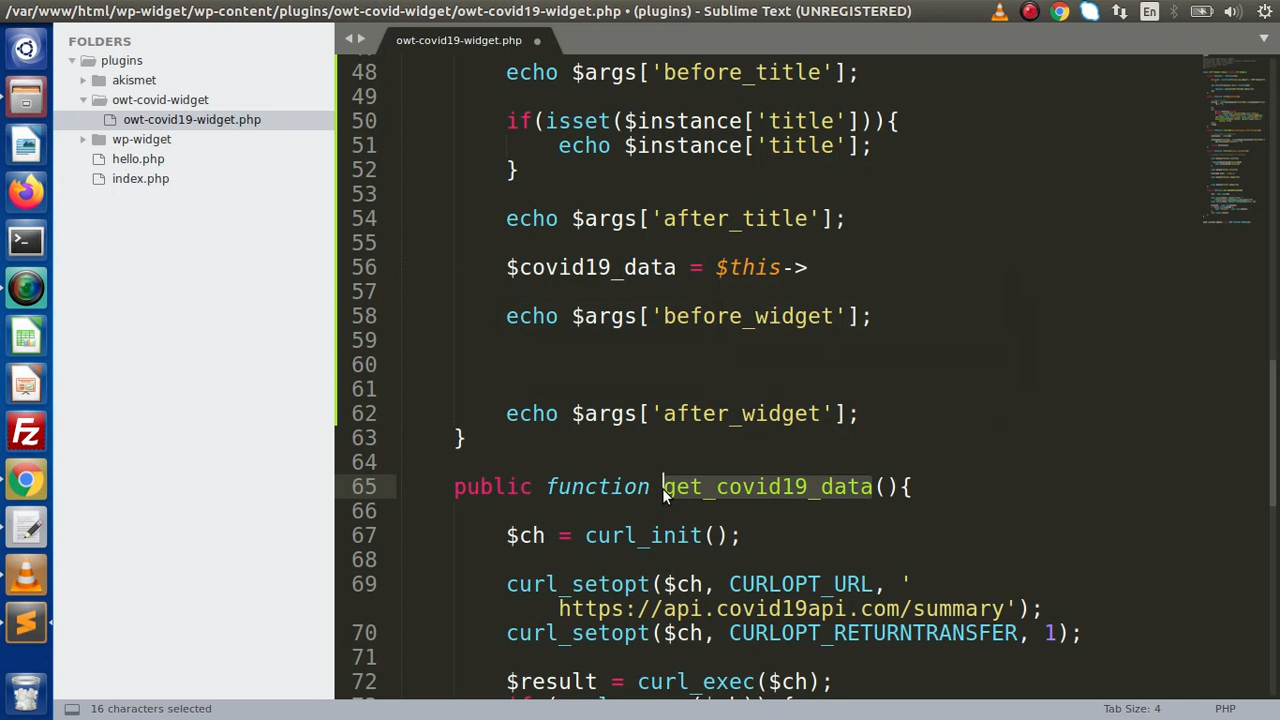 /var/www/html/wp-widget/wp-content/plugins/owt-covid-widget/owt-covid19-widget.php • (plugins) - Sublime Text (UNREGISTERED)
En
FOLDERS
plugins
akismet
owt-covid-widget
owt-covid19-widget.php
wp-widget
hello.php
index.php
owt-covid19-widget.php
48 echo $args['before_title'];
49
50 if(isset($instance['title'])){
51 echo $instance['title'];
52 }
53
54 echo $args['after_title'];
55
56 $covid19_data = $this->
57
58 echo $args['before_widget'];
59
60
61
62 echo $args['after_widget'];
63 }
64
65 public function get_covid19_data(){
66
67 $ch = curl_init();
68
69 curl_setopt($ch, CURLOPT_URL, '
https://api.covid19api.com/summary');
70 curl_setopt($ch, CURLOPT_RETURNTRANSFER, 1);
71
72 $result = curl_exec($ch);
16 characters selected
Tab Size: 4
PHP